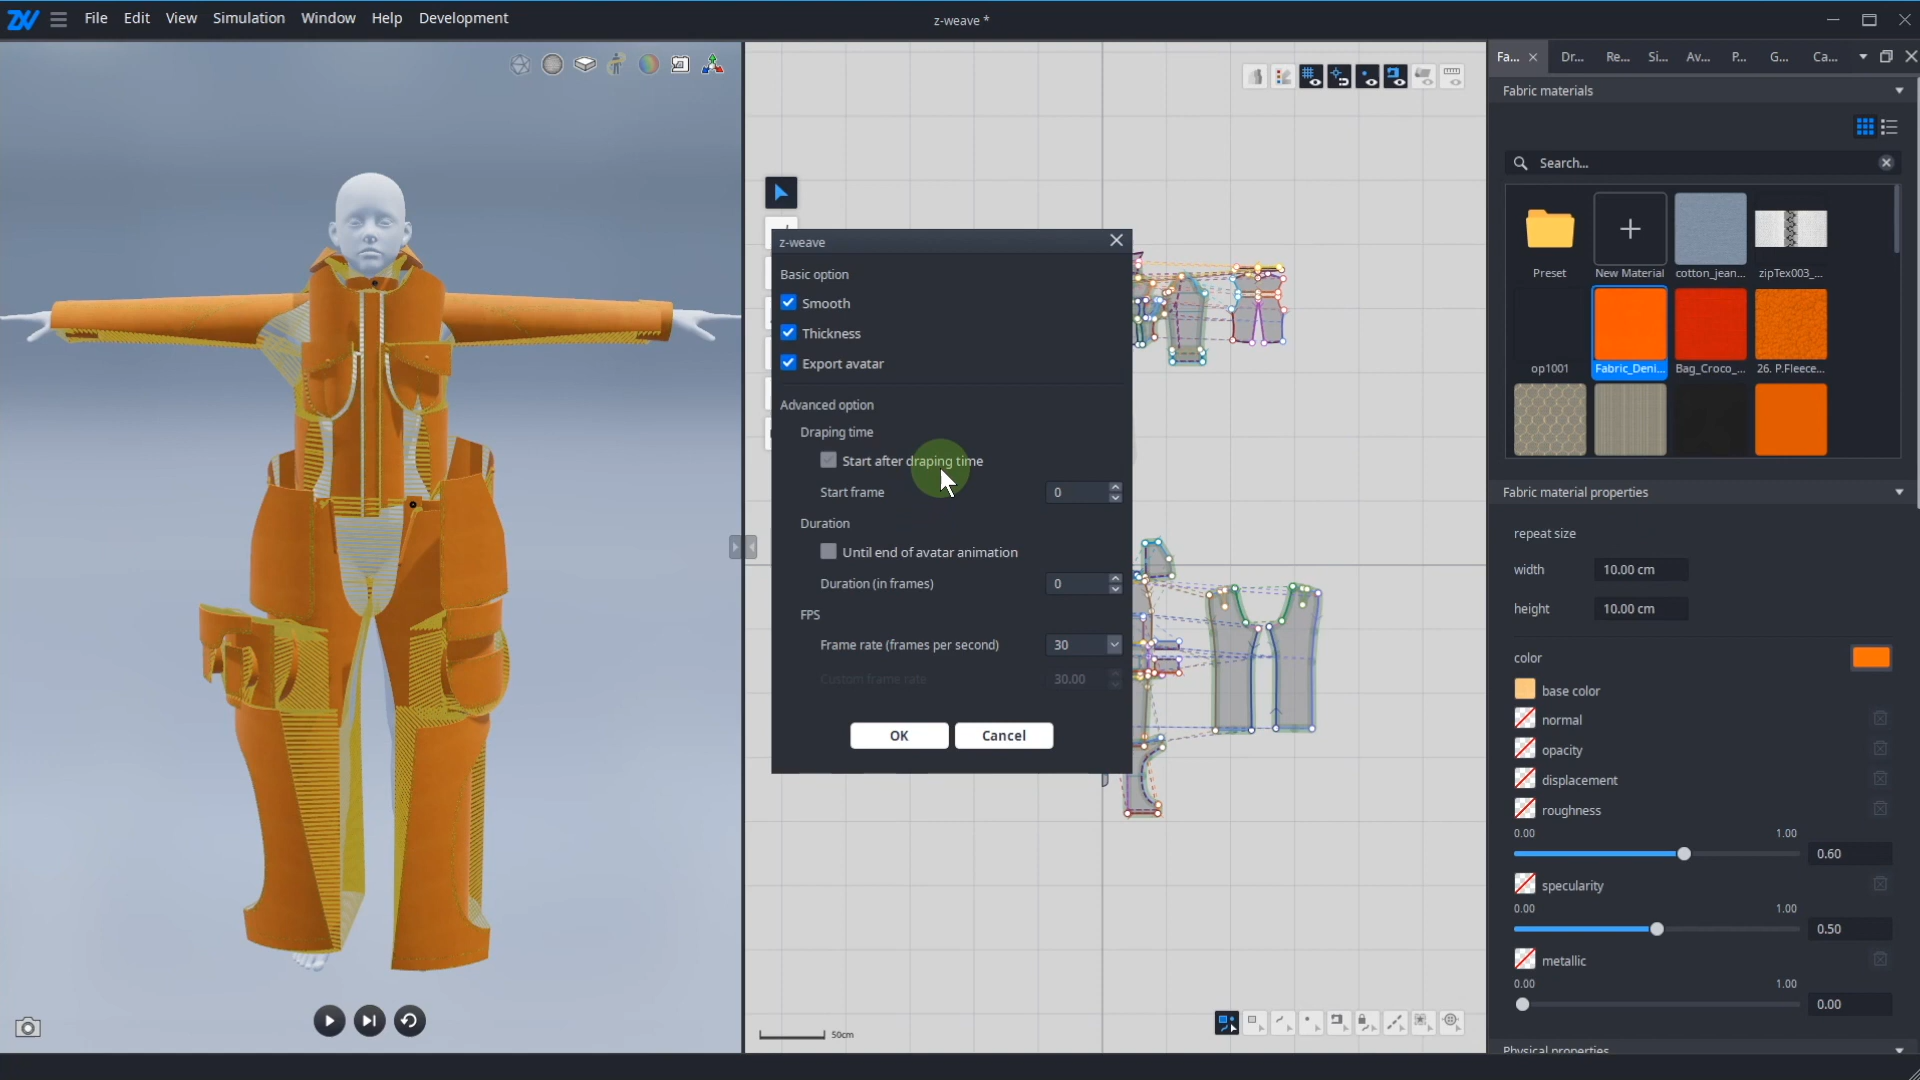 File Edit View Simulation Window Help Development
z-weave *
Fa... Dr... Re... Si... Av... P... G... Ca...
Fabric materials
Search...
Preset
New Material
cotton_jean...
zipTex003_...
op1001
Fabric_Deni...
Bag_Croco_...
26. P.Fleece...
Fabric material properties
repeat size
width 10.00 cm
height 10.00 cm
color
base color
normal
opacity
displacement
roughness
0.00 1.00
0.60
specularity
0.00 1.00
0.50
metallic
0.00 1.00
0.00
Physical properties
z-weave
Basic option
Smooth
Thickness
Export avatar
Advanced option
Draping time
Start after draping time
Start frame 0
Duration
Until end of avatar animation
Duration (in frames) 0
FPS
Frame rate (frames per second) 30
Custom frame rate 30.00
OK Cancel
50cm